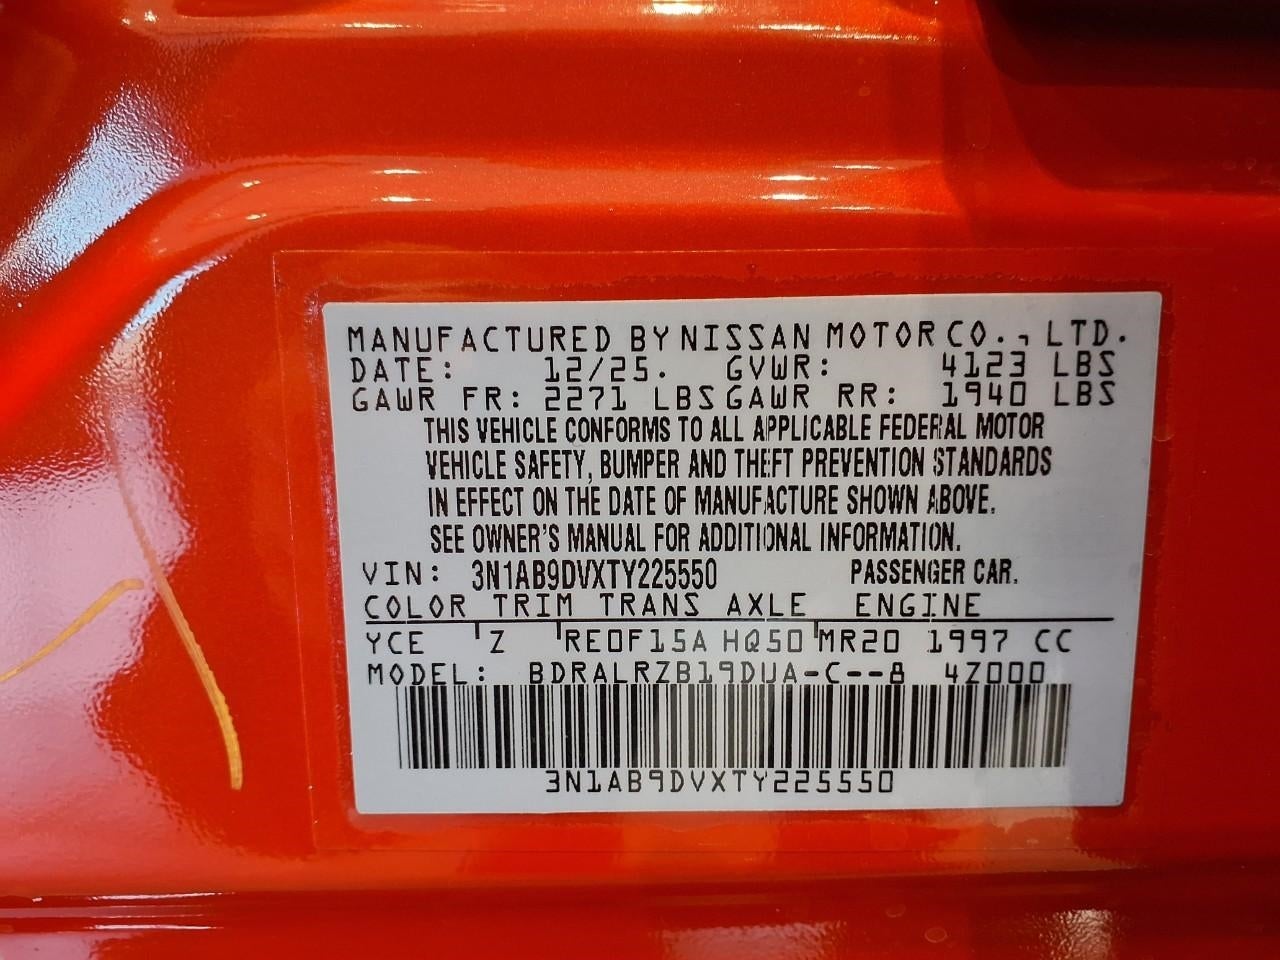 MANUFACTURED BY NISSAN MOTOR CO., LTD.
DATE: 12/25. GVWR: 4123 LBS
GAWR FR: 2271 LBS GAWR RR: 1940 LBS
THIS VEHICLE CONFORMS TO ALL APPLICABLE FEDERAL MOTOR
VEHICLE SAFETY, BUMPER AND THEFT PREVENTION STANDARDS
IN EFFECT ON THE DATE OF MANUFACTURE SHOWN ABOVE.
SEE OWNER'S MANUAL FOR ADDITIONAL INFORMATION.
VIN: 3N1AB9DVXTY225550 PASSENGER CAR.
COLOR TRIM TRANS AXLE ENGINE
YCE Z RE0F15A HQ50 MR20 1997 CC
MODEL: BDRALRZB19DUA-C--8 4Z000
3N1AB9DVXTY225550